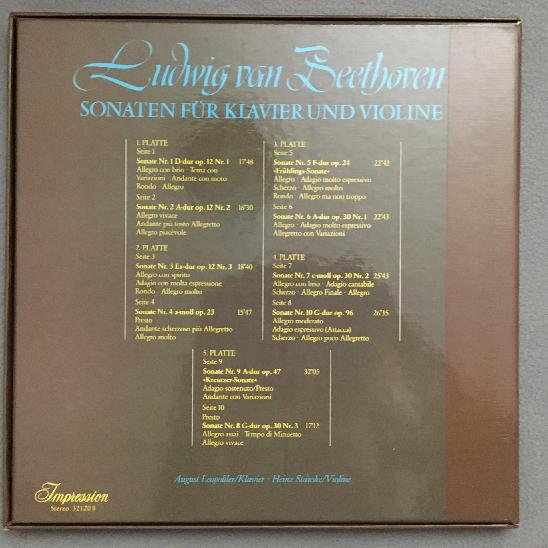 Ludwig van Beethoven
SONATEN FÜR KLAVIER UND VIOLINE
1. PLATTE
Seite 1
Sonate Nr. 1 D-dur op. 12 Nr. 1 17'48
Allegro con brio · Tema con
Variazioni · Andante con moto
Rondo · Allegro
Seite 2
Sonate Nr. 2 A-dur op. 12 Nr. 2 16'30
Allegro vivace
Andante più tosto Allegretto
Allegro piacévole
2. PLATTE
Seite 3
Sonate Nr. 3 Es-dur op. 12 Nr. 3 18'40
Allegro con spirito
Adagio con molta espressione
Rondo · Allegro molto
Seite 4
Sonate Nr. 4 a-moll op. 23 15'47
Presto
Andante scherzoso più Allegretto
Allegro molto
3. PLATTE
Seite 5
Sonate Nr. 5 F-dur op. 24 22'42
«Frühlings-Sonate»
Allegro · Adagio molto espressivo
Scherzo · Allegro molto
Rondo · Allegro ma non troppo
Seite 6
Sonate Nr. 6 A-dur op. 30 Nr. 1 22'43
Allegro · Adagio molto espressivo
Allegretto con Variazioni
4. PLATTE
Seite 7
Sonate Nr. 7 c-moll op. 30 Nr. 2 25'43
Allegro con brio · Adagio cantabile
Scherzo · Allegro Finale · Allegro
Seite 8
Sonate Nr. 10 G-dur op. 96 26'35
Allegro moderato
Adagio espressivo (Attacca)
Scherzo · Allegro poco Allegretto
5. PLATTE
Seite 9
Sonate Nr. 9 A-dur op. 47 32'05
«Kreutzer-Sonate»
Adagio sostenuto/Presto
Andante con Variazioni
Seite 10
Presto
Sonate Nr. 8 G-dur op. 30 Nr. 3 17'12
Allegro assai · Tempo di Minuetto
Allegro vivace
August Leopolder/Klavier · Heinz Stanske/Violine
Impression
Stereo 32120 8